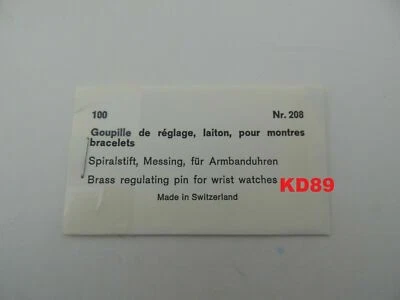 100 Nr. 208
Goupille de réglage, laiton, pour montres
bracelets
Spiralstift, Messing, für Armbanduhren
Brass regulating pin for wrist watches KD89
Made in Switzerland